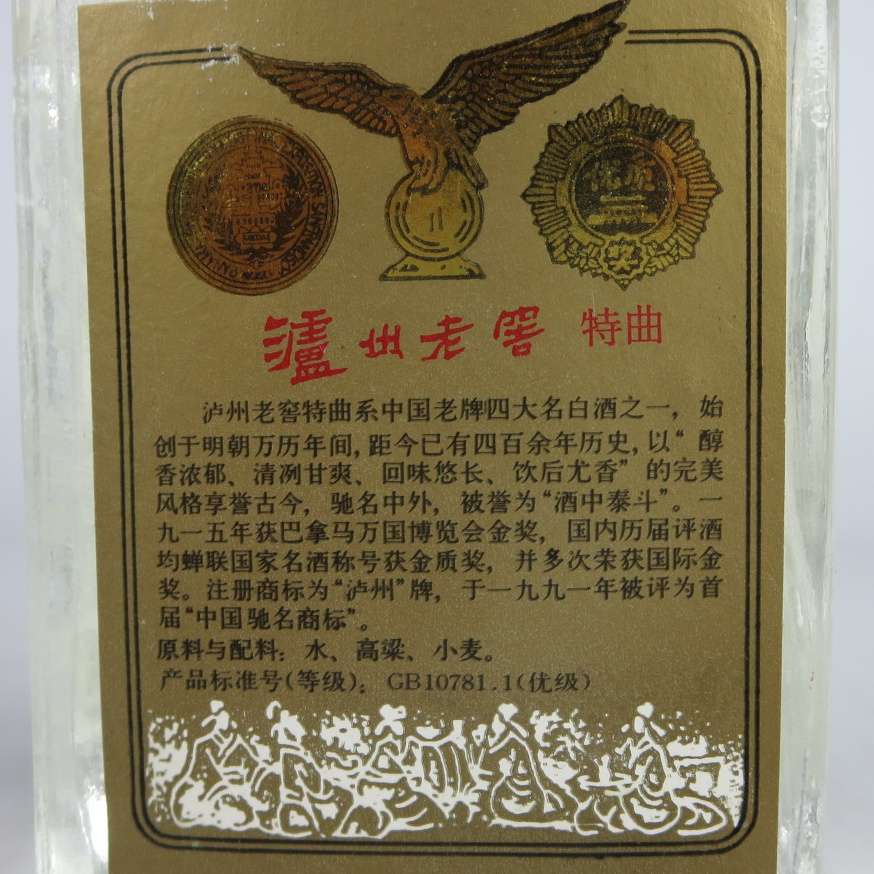 泸州老窖 特曲
泸州老窖特曲系中国老牌四大名白酒之一，始
创于明朝万历年间，距今已有四百余年历史，以“醇
香浓郁、清冽甘爽、回味悠长、饮后尤香”的完美
风格享誉古今，驰名中外，被誉为“酒中泰斗”。一
九一五年获巴拿马万国博览会金奖，国内历届评酒
均蝉联国家名酒称号获金质奖，并多次荣获国际金
奖。注册商标为“泸州”牌，于一九九一年被评为首
届“中国驰名商标”。
原料与配料：水、高粱、小麦。
产品标准号(等级)：GB10781.1(优级)